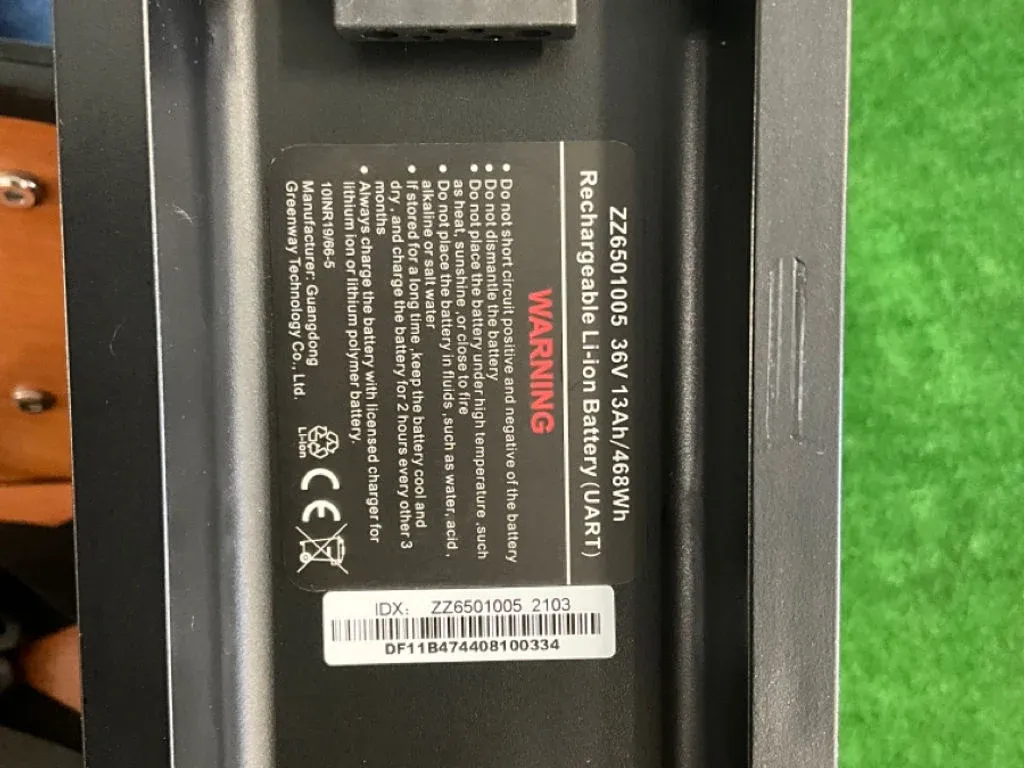 ZZ6501005 36V 13Ah/468Wh
Rechargeable Li-ion Battery (UART)
WARNING
• Do not short circuit positive and negative of the battery
• Do not dismantle the battery
• Do not place the battery under high temperature ,such
as heat, sunshine ,or close to fire
• Do not place the battery in fluids ,such as water, acid ,
alkaline or salt water
• If stored for a long time ,keep the battery cool and
dry ,and charge the battery for 2 hours every other 3
months
• Always charge the battery with licensed charger for
lithium ion or lithium polymer battery.
10INR19/66-5
Manufacturer: Guangdong
Greenway Technology Co., Ltd.
Li-ion
CE
IDX: ZZ6501005 2103
DF11B474408100334